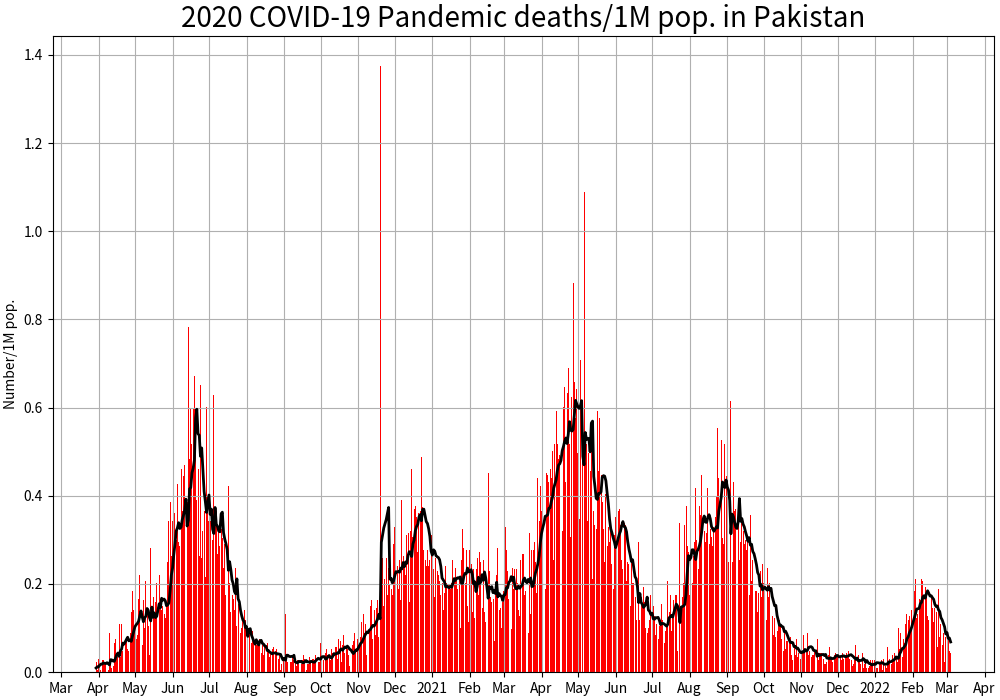 2020 COVID-19 Pandemic deaths/1M pop. in Pakistan
Number/1M pop.
1.4
1.2
1.0
0.8
0.6
0.4
0.2
0.0
Mar Apr May Jun Jul Aug Sep Oct Nov Dec 2021 Feb Mar Apr May Jun Jul Aug Sep Oct Nov Dec 2022 Feb Mar Apr